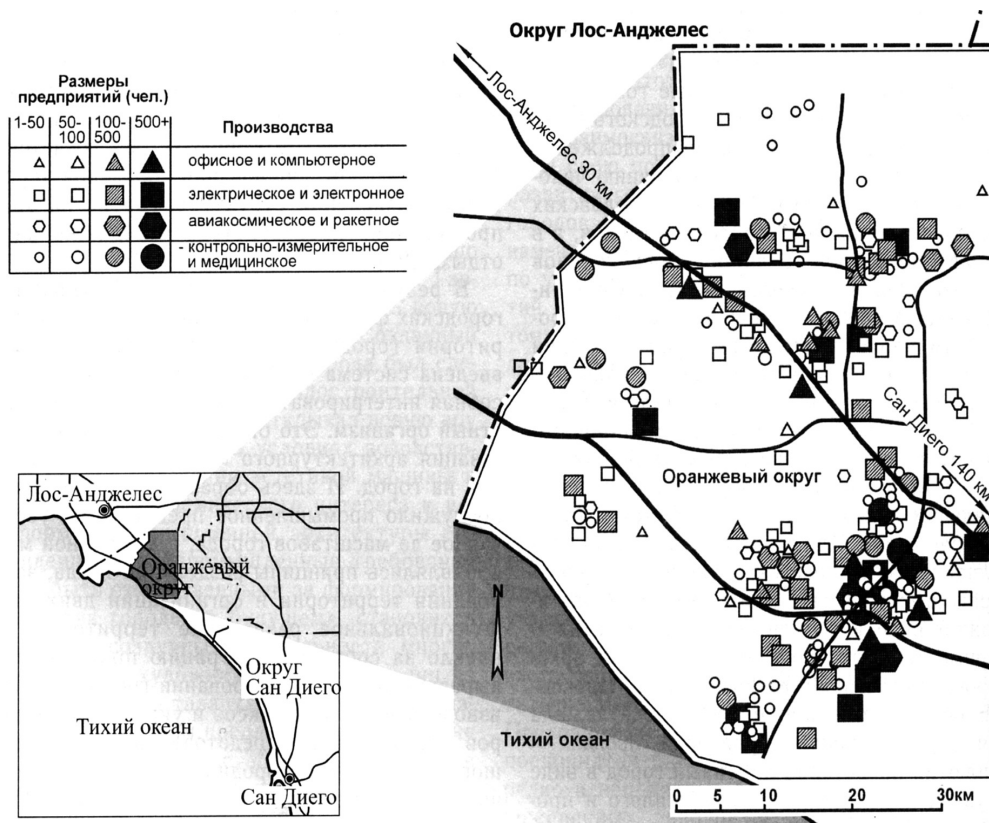 Округ Лос-Анджелес
Лос-Анджелес 30 км
Размеры
предприятий (чел.)
1-50
50-
100
100-
500
500+
Производства
офисное и компьютерное
электрическое и электронное
авиакосмическое и ракетное
- контрольно-измерительное
и медицинское
Сан Диего 140 км
Оранжевый округ
N
Тихий океан
0 5 10 20 30км
Лос-Анджелес
Оранжевый
округ
Округ
Сан Диего
Тихий океан
Сан Диего